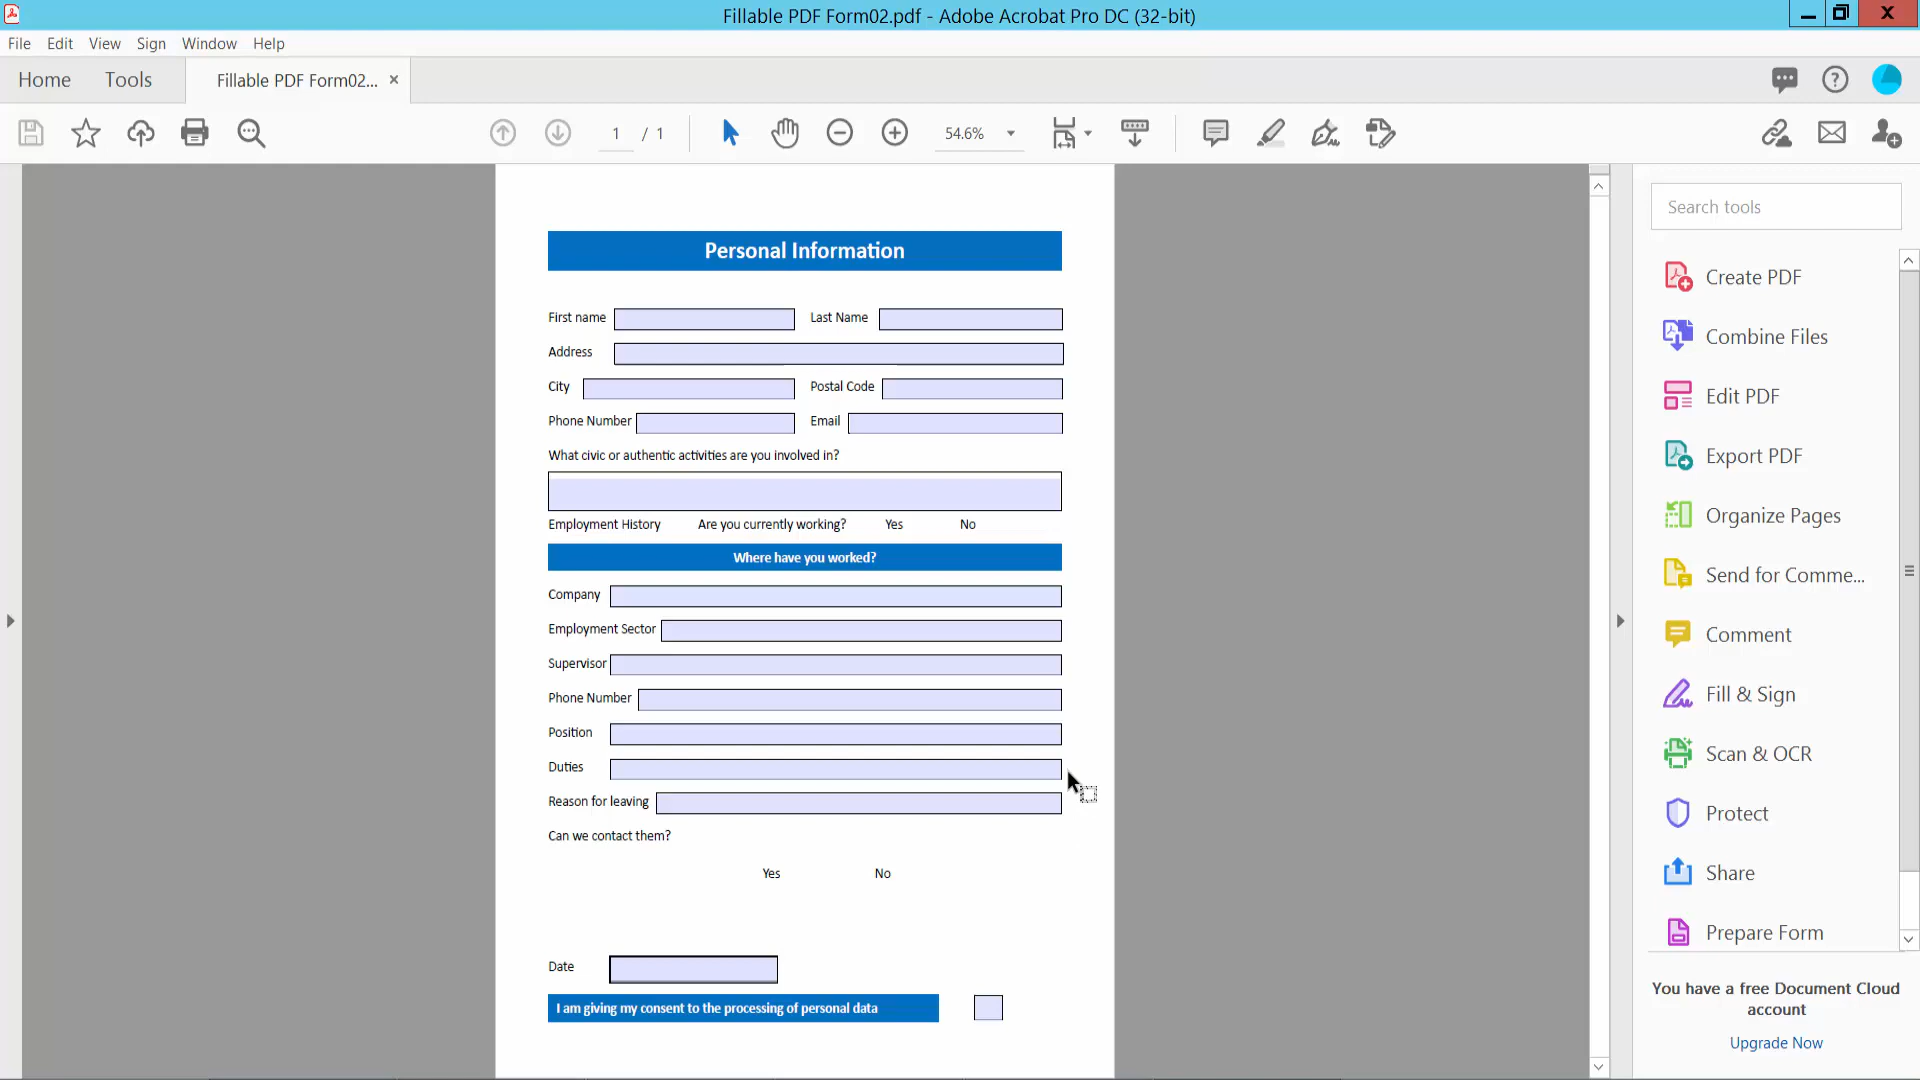 Fillable PDF Form02.pdf - Adobe Acrobat Pro DC (32-bit)
X
File Edit View Sign Window Help
Home Tools Fillable PDF Form02... ×
1 / 1 54.6%
Search tools
Personal Information
First name Last Name
Address
City Postal Code
Phone Number Email
What civic or authentic activities are you involved in?
Employment History Are you currently working? Yes No
Where have you worked?
Company
Employment Sector
Supervisor
Phone Number
Position
Duties
Reason for leaving
Can we contact them?
Yes No
Date
I am giving my consent to the processing of personal data
Create PDF
Combine Files
Edit PDF
Export PDF
Organize Pages
Send for Comme...
Comment
Fill & Sign
Scan & OCR
Protect
Share
Prepare Form
You have a free Document Cloud
account
Upgrade Now